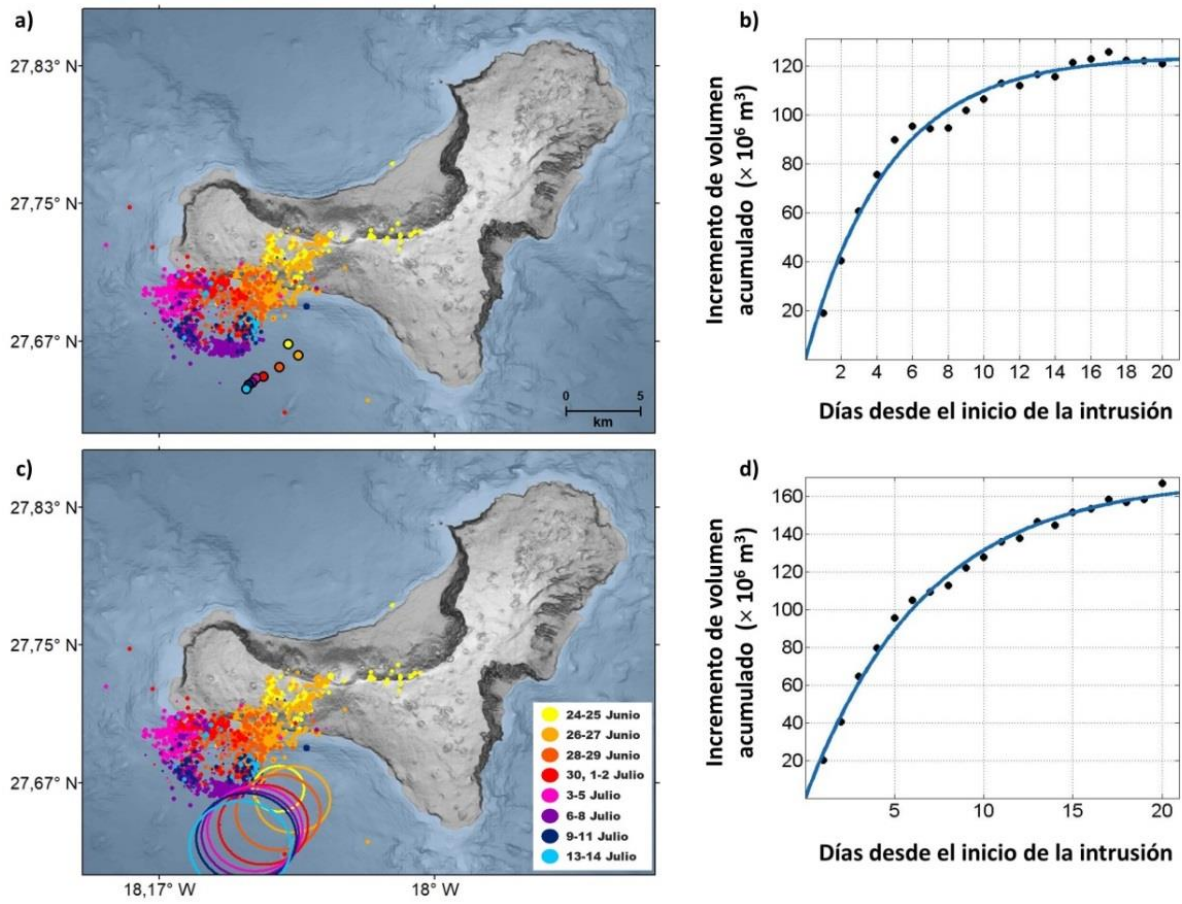 a)
27,83° N
27,75° N
27,67° N
0 5
km
b)
Incremento de volumen
acumulado (× 10⁶ m³)
120
100
80
60
40
20
2 4 6 8 10 12 14 16 18 20
Días desde el inicio de la intrusión
c)
27,83° N
27,75° N
27,67° N
18,17° W 18° W
24-25 Junio
26-27 Junio
28-29 Junio
30, 1-2 Julio
3-5 Julio
6-8 Julio
9-11 Julio
13-14 Julio
d)
Incremento de volumen
acumulado (× 10⁶ m³)
160
140
120
100
80
60
40
20
5 10 15 20
Días desde el inicio de la intrusión